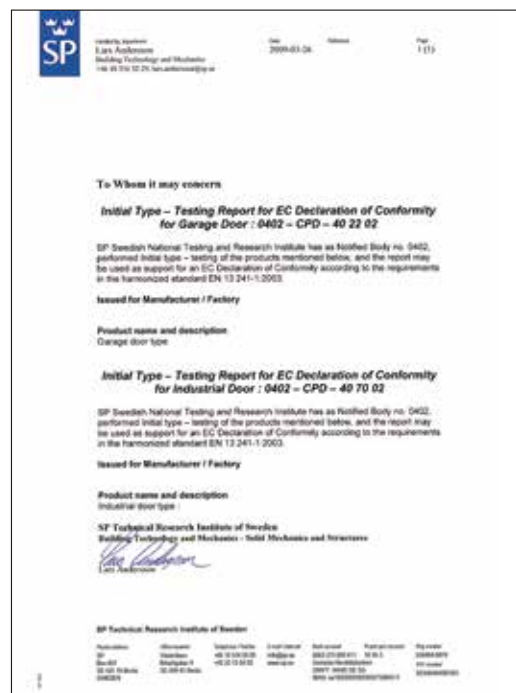 SP
Handled by, department
Lars Andersson
Building Technology and Mechanics
Date
2009-03-26
Reference
Page
1 (1)
To Whom it may concern
Initial Type – Testing Report for EC Declaration of Conformity
for Garage Door : 0402 – CPD – 40 22 02
SP Swedish National Testing and Research Institute has as Notified Body no. 0402,
performed Initial type – testing of the products mentioned below, and the report may
be used as support for an EC Declaration of Conformity according to the requirements
in the harmonized standard EN 13 241-1:2003.
Issued for Manufacturer / Factory
Product name and description
Garage door type
Initial Type – Testing Report for EC Declaration of Conformity
for Industrial Door : 0402 – CPD – 40 70 02
SP Swedish National Testing and Research Institute has as Notified Body no. 0402,
performed Initial type – testing of the products mentioned below, and the report may
be used as support for an EC Declaration of Conformity according to the requirements
in the harmonized standard EN 13 241-1:2003.
Issued for Manufacturer / Factory
Product name and description
Industrial door type :
SP Technical Research Institute of Sweden
Building Technology and Mechanics - Solid Mechanics and Structures
Lars Andersson
Lars Andersson
SP Technical Research Institute of Sweden